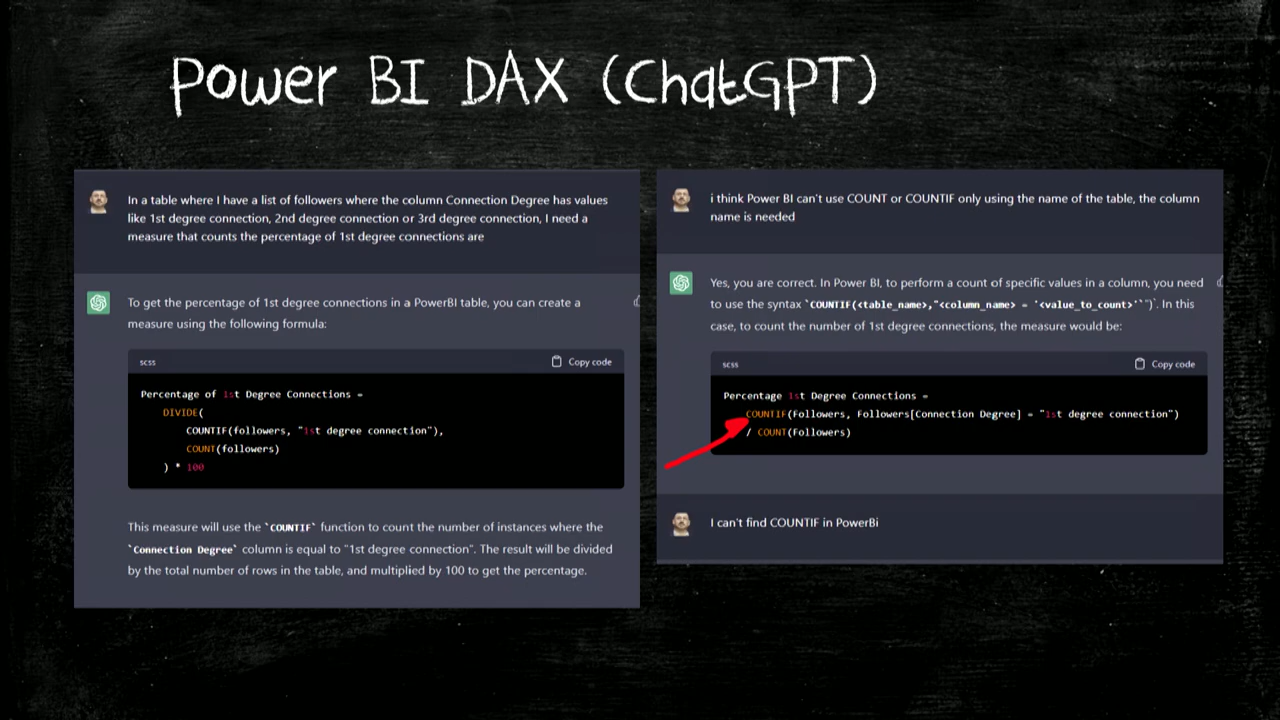 Power BI DAX (ChatGPT)
In a table where I have a list of followers where the column Connection Degree has values
like 1st degree connection, 2nd degree connection or 3rd degree connection, I need a
measure that counts the percentage of 1st degree connections are
To get the percentage of 1st degree connections in a PowerBI table, you can create a
measure using the following formula:
scss
Copy code
Percentage of 1st Degree Connections =
DIVIDE(
COUNTIF(followers, "1st degree connection"),
COUNT(followers)
) * 100
This measure will use the `COUNTIF` function to count the number of instances where the
`Connection Degree` column is equal to "1st degree connection". The result will be divided
by the total number of rows in the table, and multiplied by 100 to get the percentage.
i think Power BI can't use COUNT or COUNTIF only using the name of the table, the column
name is needed
Yes, you are correct. In Power BI, to perform a count of specific values in a column, you need
to use the syntax `COUNTIF(<table_name>,"<column_name> = '<value_to_count>'`")`. In this
case, to count the number of 1st degree connections, the measure would be:
scss
Copy code
Percentage 1st Degree Connections =
COUNTIF(Followers, Followers[Connection Degree] = "1st degree connection")
/ COUNT(Followers)
I can't find COUNTIF in PowerBi